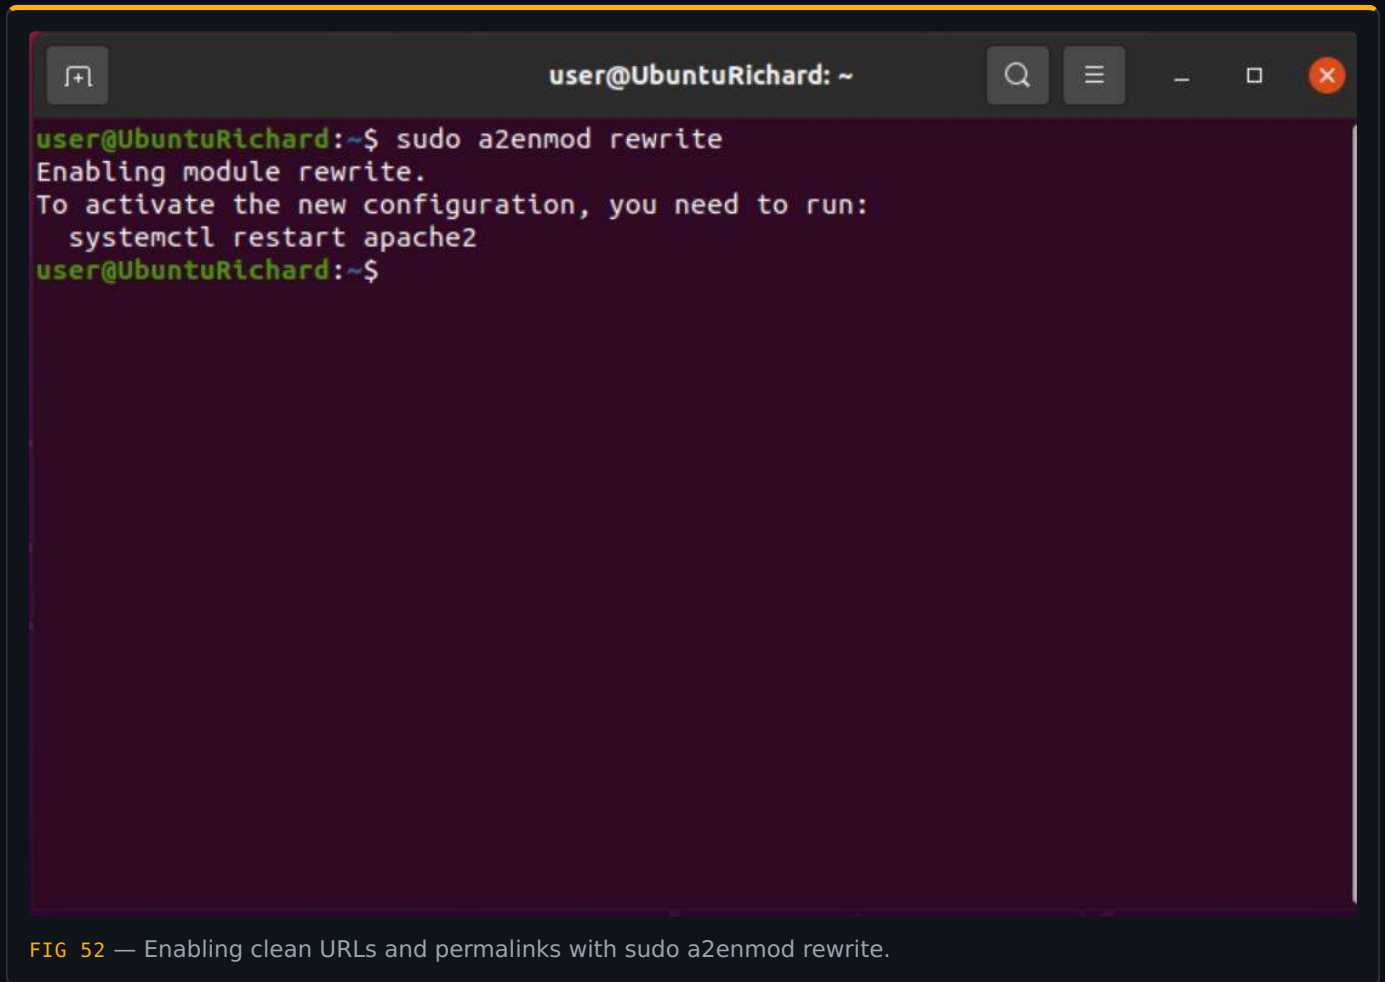 user@UbuntuRichard: ~
user@UbuntuRichard:~$ sudo a2enmod rewrite
Enabling module rewrite.
To activate the new configuration, you need to run:
  systemctl restart apache2
user@UbuntuRichard:~$
FIG 52 — Enabling clean URLs and permalinks with sudo a2enmod rewrite.